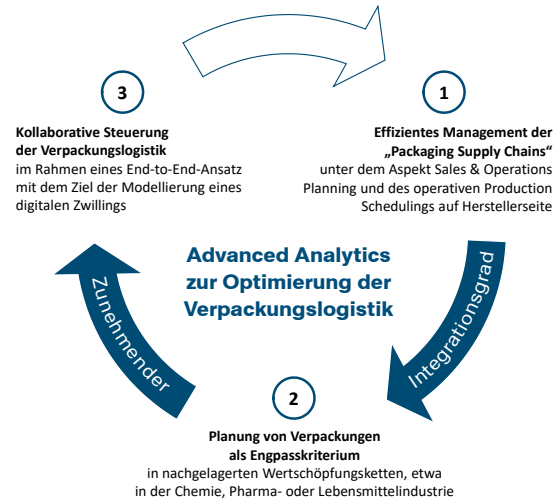 1
Effizientes Management der
„Packaging Supply Chains“
unter dem Aspekt Sales & Operations
Planning und des operativen Production
Schedulings auf Herstellerseite
3
Kollaborative Steuerung
der Verpackungslogistik
im Rahmen eines End-to-End-Ansatz
mit dem Ziel der Modellierung eines
digitalen Zwillings
Advanced Analytics
zur Optimierung der
Verpackungslogistik
Zunehmender
Integrationsgrad
2
Planung von Verpackungen
als Engpasskriterium
in nachgelagerten Wertschöpfungsketten, etwa
in der Chemie, Pharma- oder Lebensmittelindustrie